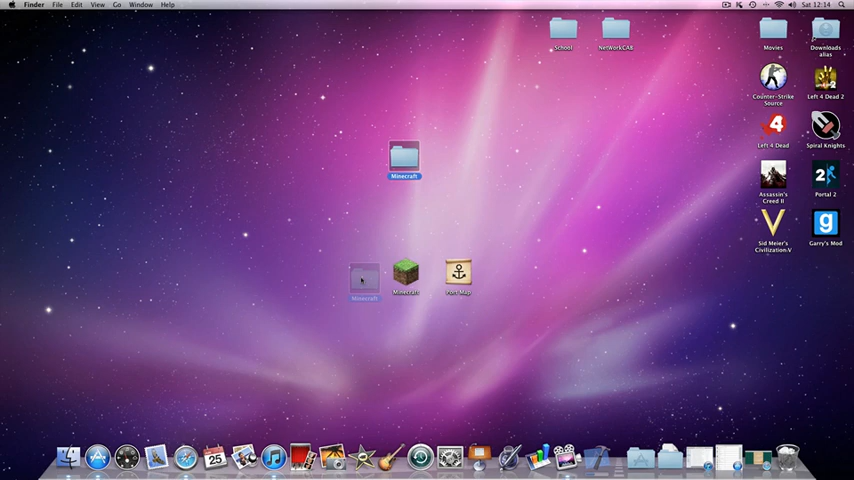 Finder File Edit View Go Window Help
Sat 12:14
School
NetWorkCAB
Movies
Downloads
alias
Counter-Strike
Source
Left 4 Dead 2
Left 4 Dead
Spiral Knights
Minecraft
Assassin's
Creed II
Portal 2
Sid Meier's
Civilization V
Garry's Mod
Minecraft
Minecraft
Port Map